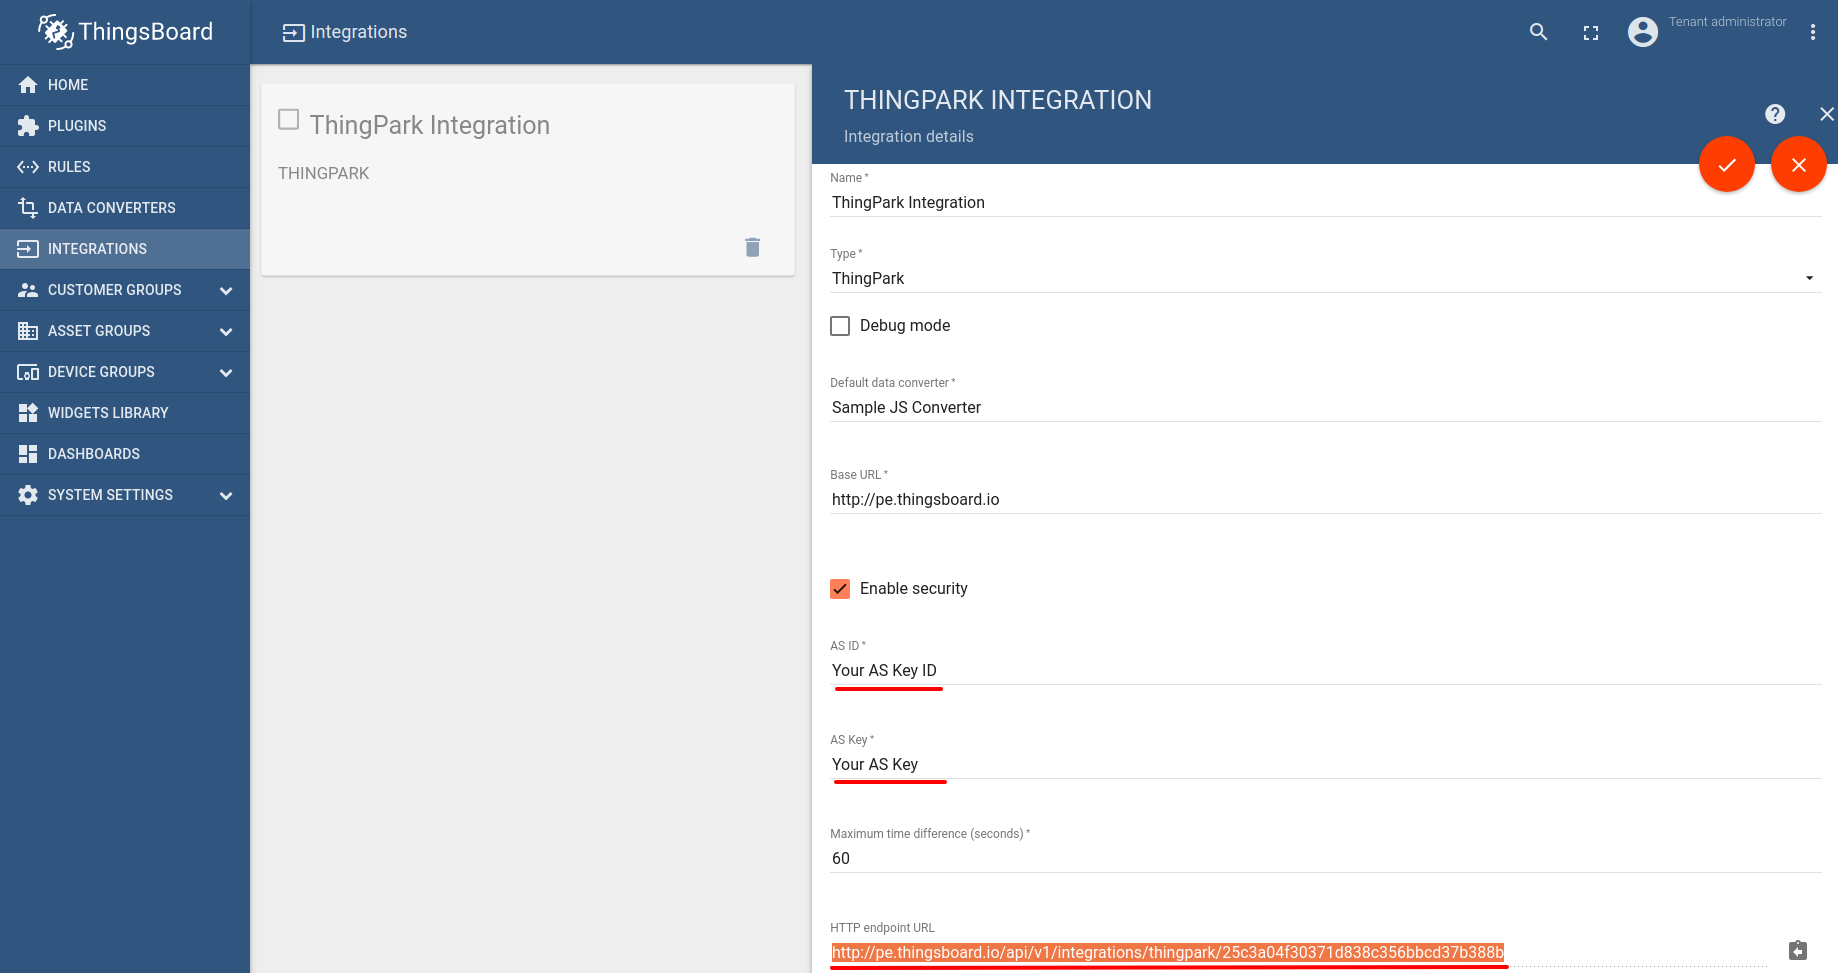 ThingsBoard
HOME
PLUGINS
RULES
DATA CONVERTERS
INTEGRATIONS
CUSTOMER GROUPS
ASSET GROUPS
DEVICE GROUPS
WIDGETS LIBRARY
DASHBOARDS
SYSTEM SETTINGS
Integrations
Tenant administrator
ThingPark Integration
THINGPARK
THINGPARK INTEGRATION
Integration details
Name *
ThingPark Integration
Type *
ThingPark
Debug mode
Default data converter *
Sample JS Converter
Base URL *
http://pe.thingsboard.io
Enable security
AS ID *
Your AS Key ID
AS Key *
Your AS Key
Maximum time difference (seconds) *
60
HTTP endpoint URL
http://pe.thingsboard.io/api/v1/integrations/thingpark/25c3a04f30371d838c356bbcd37b388b